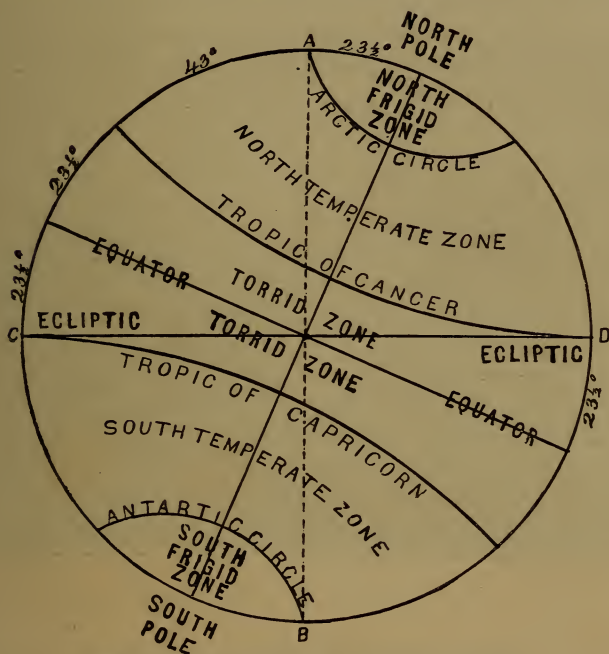 NORTH
POLE
A
23½°
43°
NORTH
FRIGID
ZONE
ARCTIC CIRCLE
NORTH TEMPERATE ZONE
23½°
TROPIC OF CANCER
EQUATOR
TORRID ZONE
23½°
C
ECLIPTIC
TORRID ZONE
ECLIPTIC
D
TROPIC OF CAPRICORN
EQUATOR
23½°
SOUTH TEMPERATE ZONE
ANTARTIC CIRCLE
SOUTH
FRIGID
ZONE
SOUTH
POLE
B